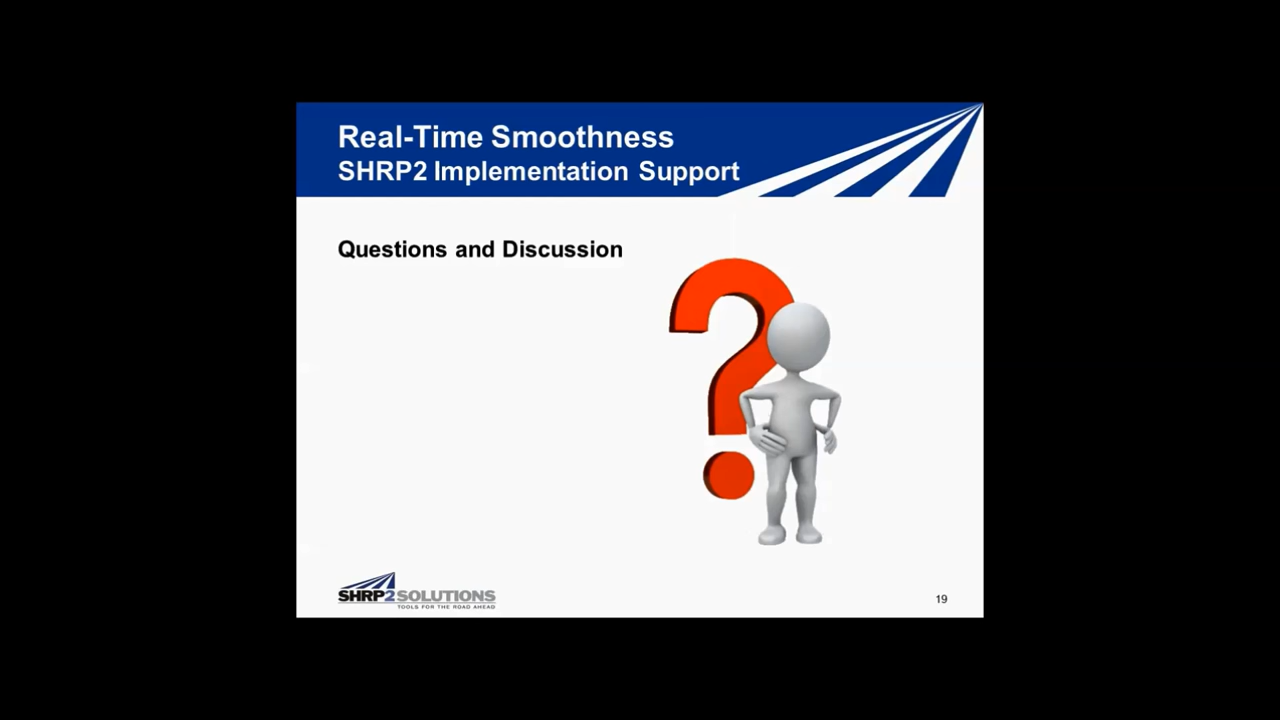 Real-Time Smoothness
SHRP2 Implementation Support
Questions and Discussion
SHRP2SOLUTIONS
TOOLS FOR THE ROAD AHEAD
19